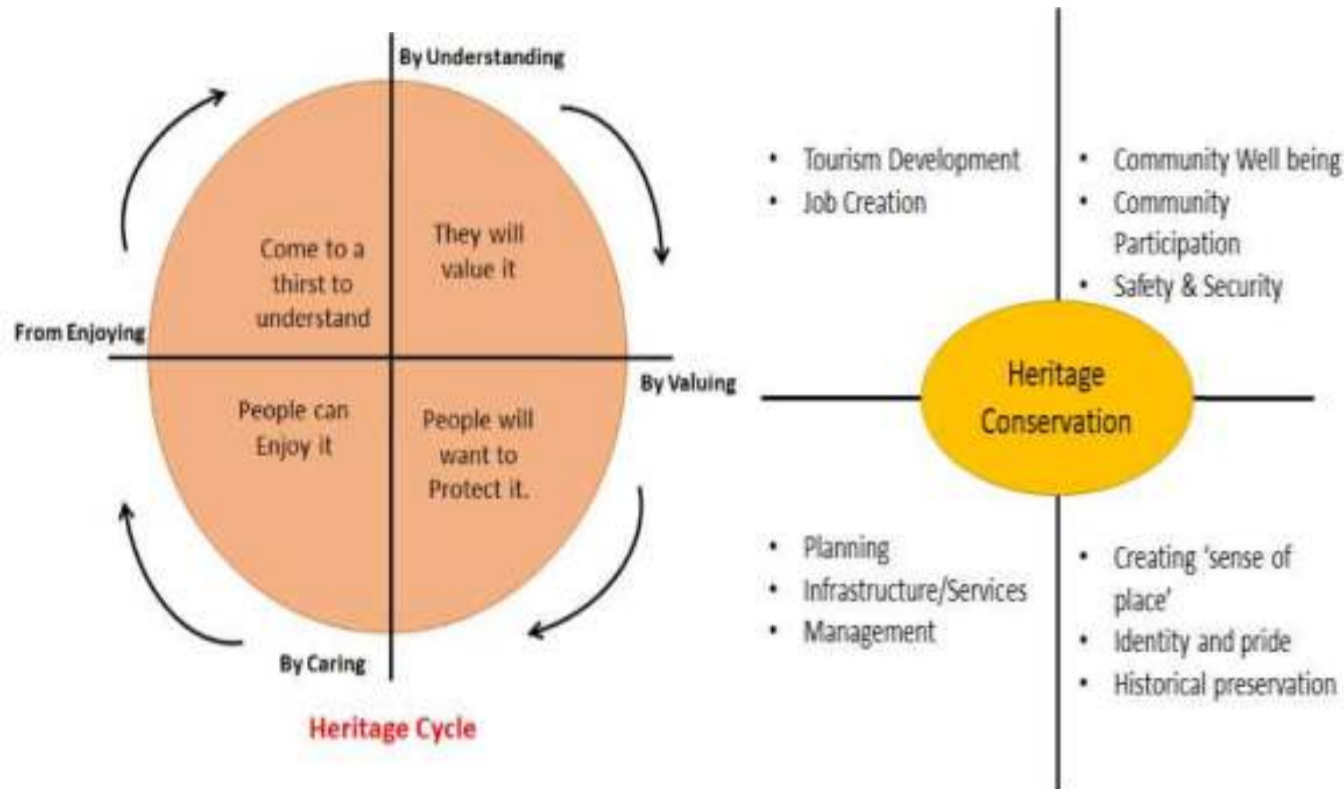 By Understanding
Come to a
thirst to
understand
They will
value it
From Enjoying
By Valuing
People can
Enjoy it
People will
want to
Protect it.
By Caring
Heritage Cycle
• Tourism Development
• Job Creation
• Community Well being
• Community
Participation
• Safety & Security
Heritage
Conservation
• Planning
• Infrastructure/Services
• Management
• Creating ‘sense of
place’
• Identity and pride
• Historical preservation